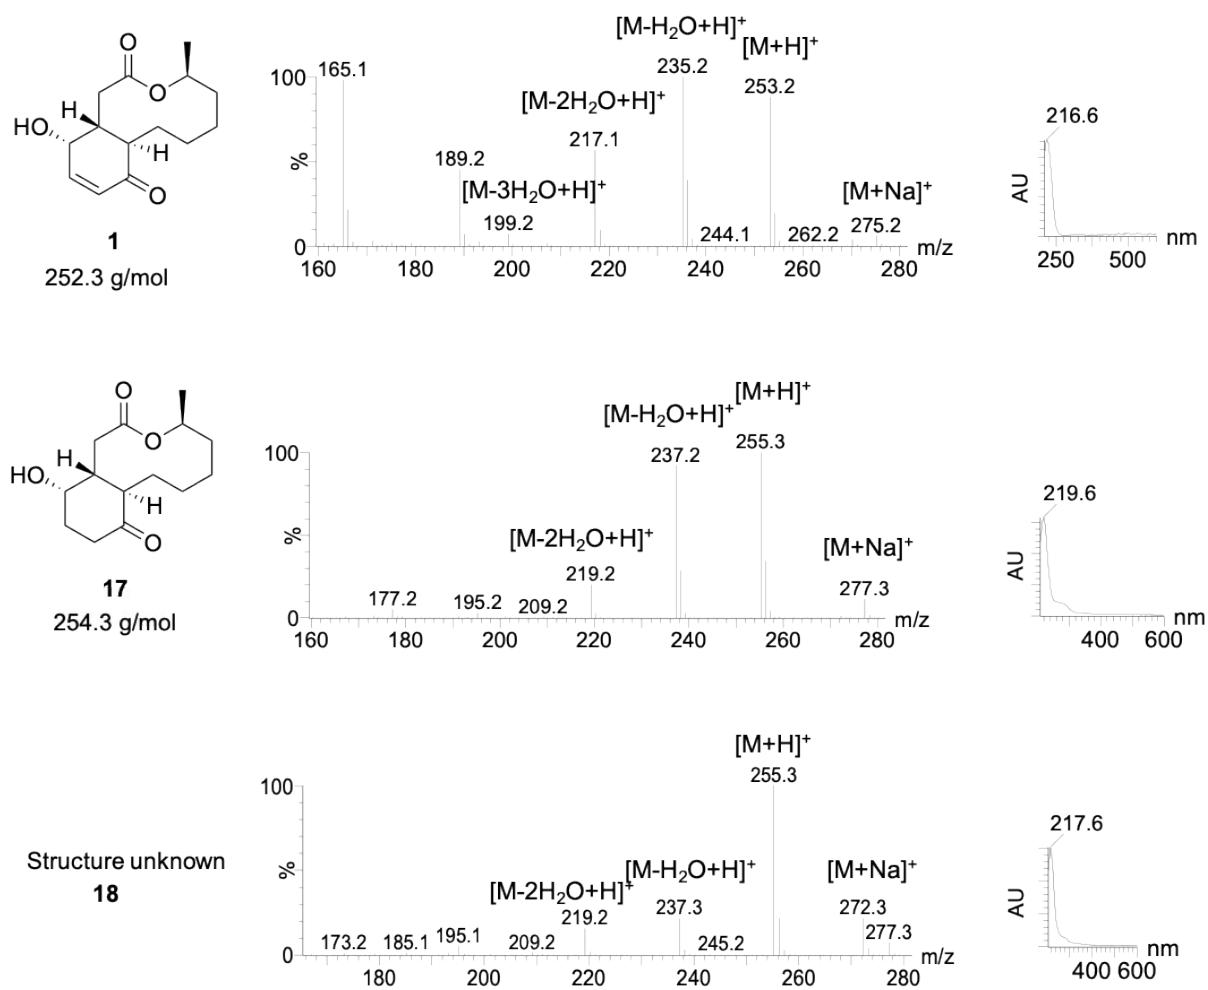 O
O
H
HO
H
O
1
252.3 g/mol
[M-H₂O+H]⁺
[M+H]⁺
165.1
235.2
253.2
[M-2H₂O+H]⁺
217.1
189.2
[M-3H₂O+H]⁺
199.2
[M+Na]⁺
275.2
244.1
262.2
100
%
0
160 180 200 220 240 260 280
m/z
216.6
AU
nm
250 500
O
O
H
HO
H
O
17
254.3 g/mol
[M+H]⁺
[M-H₂O+H]⁺
255.3
237.2
[M-2H₂O+H]⁺
219.2
[M+Na]⁺
277.3
177.2
195.2
209.2
100
%
0
160 180 200 220 240 260 280
m/z
219.6
AU
nm
400 600
Structure unknown
18
[M+H]⁺
255.3
[M-H₂O+H]⁺
237.3
[M-2H₂O+H]⁺
219.2
[M+Na]⁺
272.3
277.3
173.2
185.1
195.1
209.2
245.2
100
%
0
180 200 220 240 260 280
m/z
217.6
AU
nm
400 600